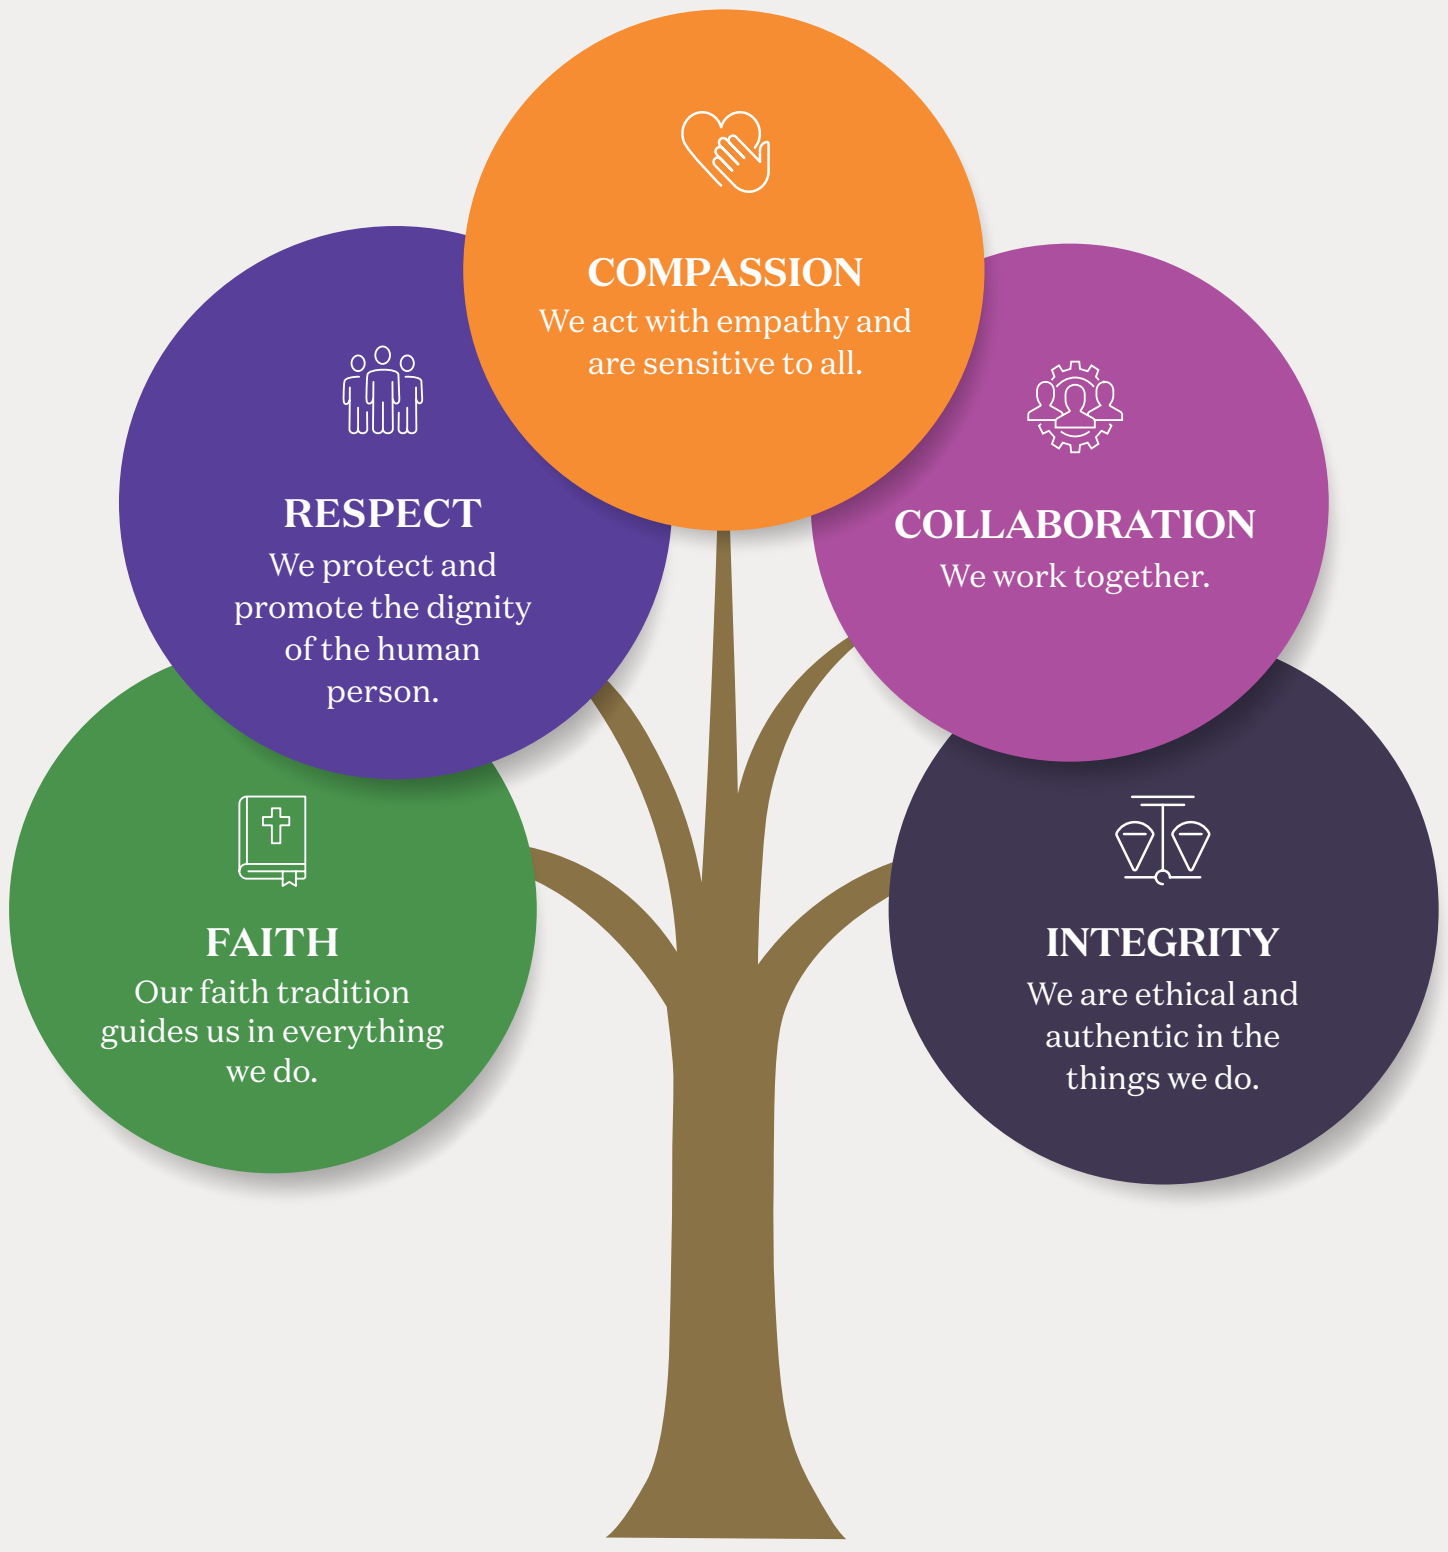 COMPASSION
We act with empathy and
are sensitive to all.
RESPECT
We protect and
promote the dignity
of the human
person.
COLLABORATION
We work together.
FAITH
Our faith tradition
guides us in everything
we do.
INTEGRITY
We are ethical and
authentic in the
things we do.